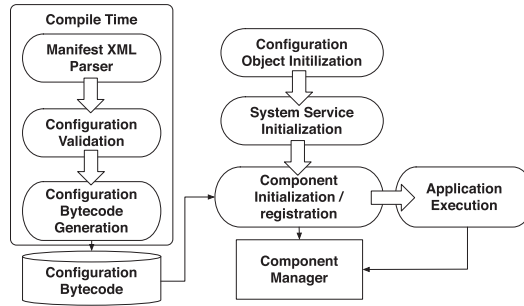 Compile Time
Manifest XML
Parser
Configuration
Validation
Configuration
Bytecode
Generation
Configuration
Bytecode
Configuration
Object Initilization
System Service
Initialization
Component
Initialization /
registration
Application
Execution
Component
Manager